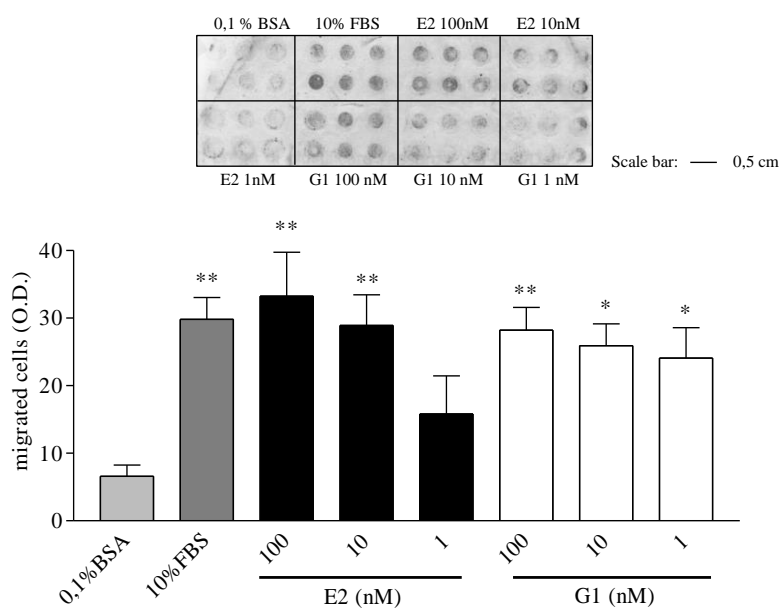 0,1 % BSA 10% FBS E2 100nM E2 10nM
E2 1nM G1 100 nM G1 10 nM G1 1 nM
Scale bar: 0,5 cm
migrated cells (O.D.)
40
30
20
10
0
** ** ** ** * *
0,1%BSA 10%FBS 100 10 1 100 10 1
E2 (nM) G1 (nM)